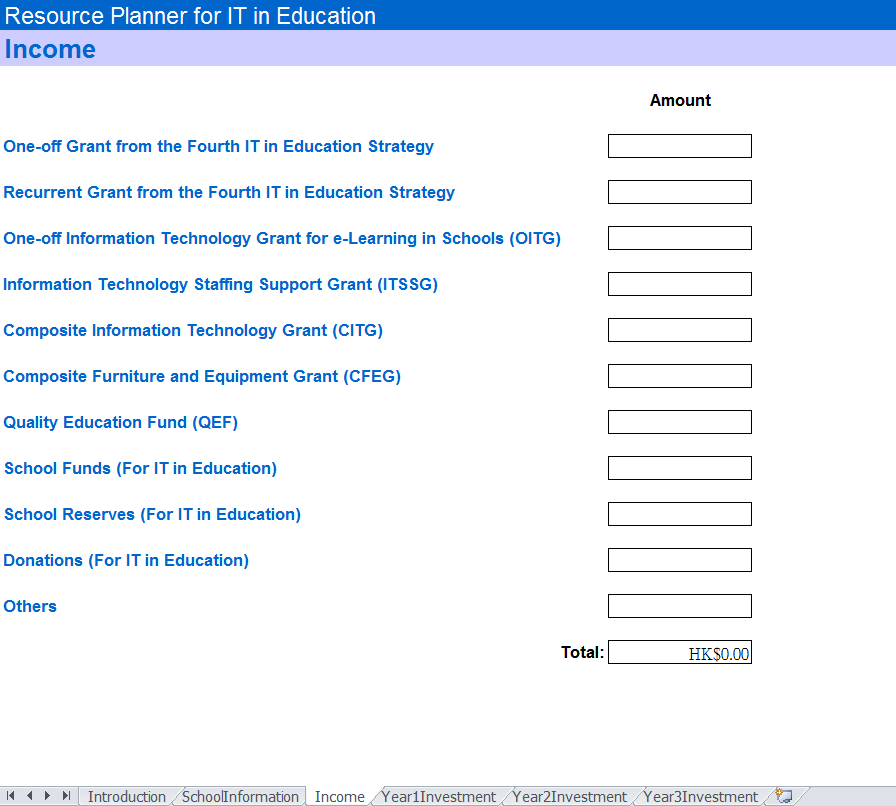 Resource Planner for IT in Education
Income
Amount
One-off Grant from the Fourth IT in Education Strategy
Recurrent Grant from the Fourth IT in Education Strategy
One-off Information Technology Grant for e-Learning in Schools (OITG)
Information Technology Staffing Support Grant (ITSSG)
Composite Information Technology Grant (CITG)
Composite Furniture and Equipment Grant (CFEG)
Quality Education Fund (QEF)
School Funds (For IT in Education)
School Reserves (For IT in Education)
Donations (For IT in Education)
Others
Total: HK$0.00
Introduction SchoolInformation Income Year1Investment Year2Investment Year3Investment